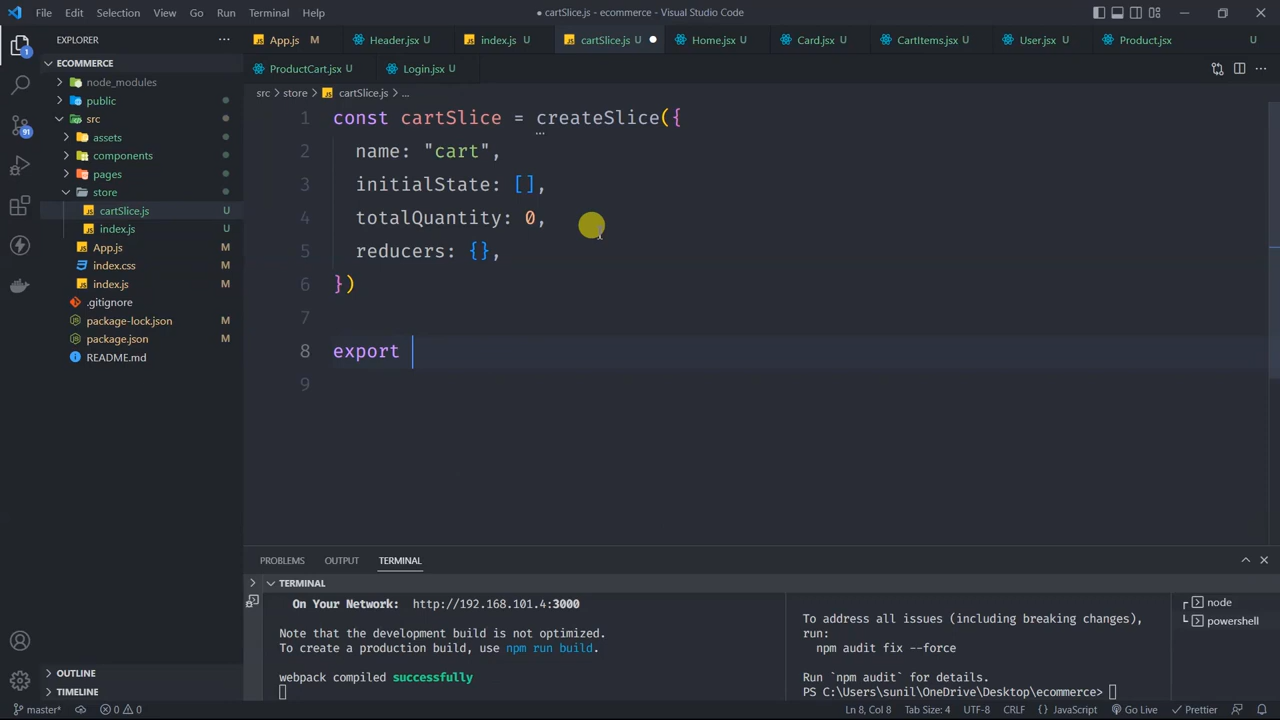 File Edit Selection View Go Run Terminal Help
● cartSlice.js - ecommerce - Visual Studio Code
EXPLORER ...
App.js M Header.jsx U index.js U cartSlice.js U ● Home.jsx U Card.jsx U CartItems.jsx U User.jsx U Product.jsx U
ProductCart.jsx U Login.jsx U
ECOMMERCE
node_modules
public
src
assets
components
pages
store
cartSlice.js U
index.js U
App.js
index.css
index.js
.gitignore
package-lock.json M
package.json M
README.md
OUTLINE
TIMELINE
1
91
src > store > cartSlice.js > ...
1 const cartSlice = createSlice({
2 name: "cart",
3 initialState: [],
4 totalQuantity: 0,
5 reducers: {},
6 })
7
8 export
9
PROBLEMS OUTPUT TERMINAL
TERMINAL
On Your Network: http://192.168.101.4:3000
Note that the development build is not optimized.
To create a production build, use npm run build.
webpack compiled successfully
To address all issues (including breaking changes),
run:
npm audit fix --force
Run `npm audit` for details.
PS C:\Users\sunil\OneDrive\Desktop\ecommerce>
node
powershell
master* 0 0 Ln 8, Col 8 Tab Size: 4 UTF-8 CRLF {} JavaScript Go Live Prettier